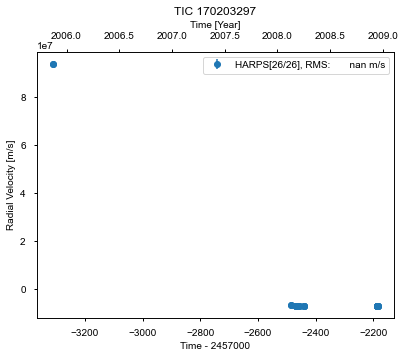 TIC 170203297
Time [Year]
2006.0 2006.5 2007.0 2007.5 2008.0 2008.5 2009.0
1e7
HARPS[26/26], RMS: nan m/s
8
6
4
2
0
Radial Velocity [m/s]
−3200 −3000 −2800 −2600 −2400 −2200
Time - 2457000